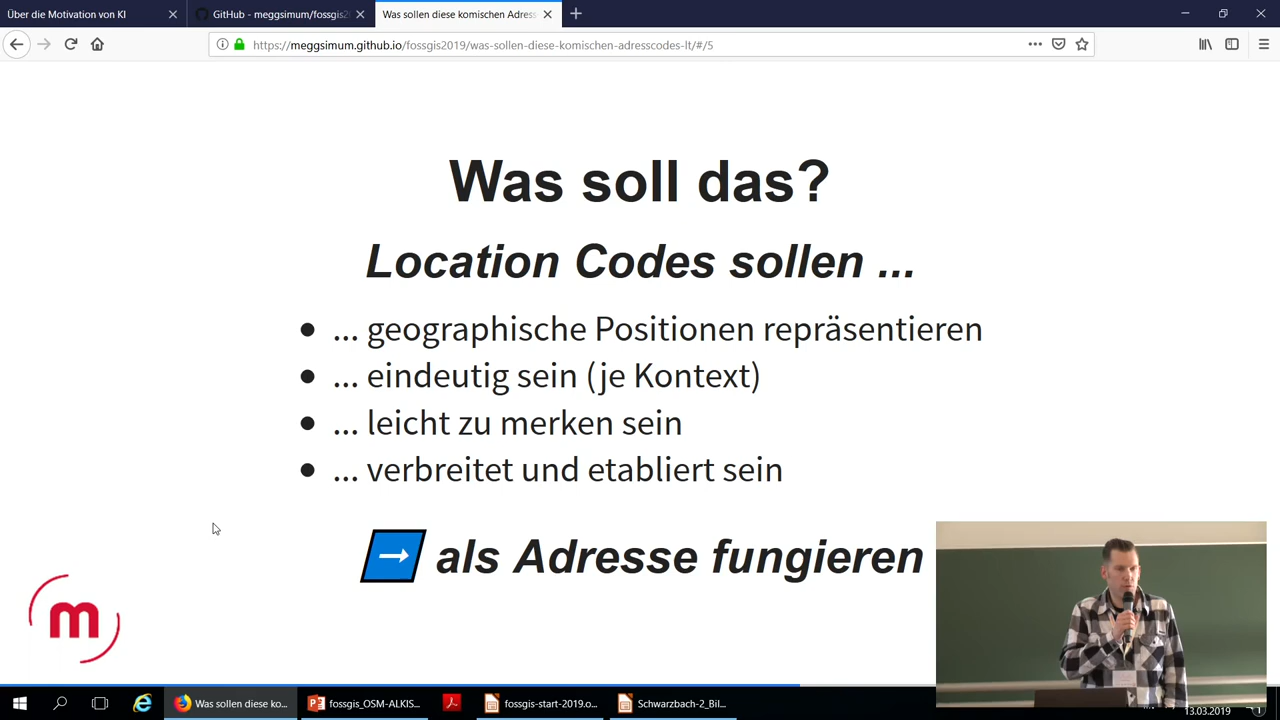 Über die Motivation von KI
GitHub - meggsimum/fossgis2
Was sollen diese komischen Adress
https://meggsimum.github.io/fossgis2019/was-sollen-diese-komischen-adresscodes-lt/#/5
Was soll das?
Location Codes sollen ...
... geographische Positionen repräsentieren
... eindeutig sein (je Kontext)
... leicht zu merken sein
... verbreitet und etabliert sein
➞ als Adresse fungieren
m
Was sollen diese ko...
fossgis_OSM-ALKIS...
fossgis-start-2019.o...
Schwarzbach-2_Bil...
13.03.2019